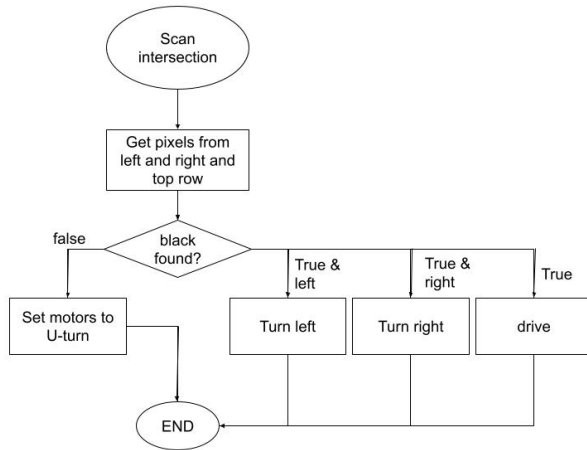 Scan
intersection
Get pixels from
left and right and
top row
black
found?
false
True &
left
True &
right
True
Set motors to
U-turn
Turn left
Turn right
drive
END